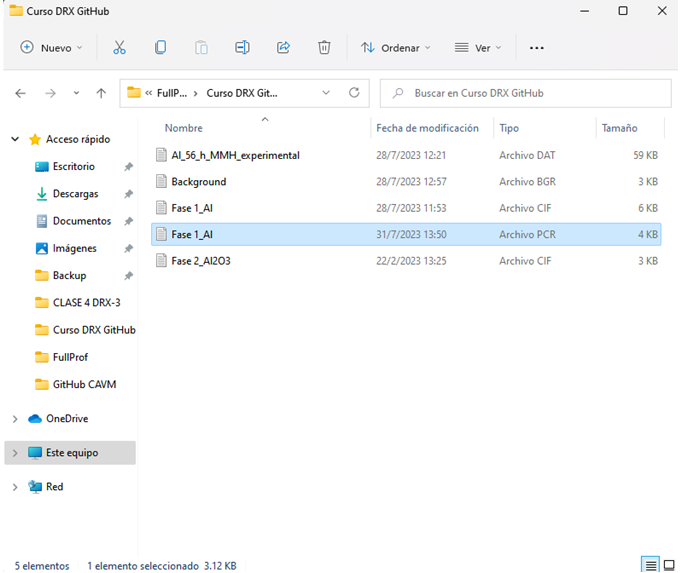 Curso DRX GitHub
Nuevo
Ordenar
Ver
« FullP... > Curso DRX Git...
Buscar en Curso DRX GitHub
Nombre Fecha de modificación Tipo Tamaño
Acceso rápido
Escritorio
Descargas
Documentos
Imágenes
Backup
CLASE 4 DRX-3
Curso DRX GitHub
FullProf
GitHub CAVM
OneDrive
Este equipo
Red
Al_56_h_MMH_experimental 28/7/2023 12:21 Archivo DAT 59 KB
Background 28/7/2023 12:57 Archivo BGR 3 KB
Fase 1_Al 28/7/2023 11:53 Archivo CIF 6 KB
Fase 1_Al 31/7/2023 13:50 Archivo PCR 4 KB
Fase 2_Al2O3 22/2/2023 13:25 Archivo CIF 3 KB
5 elementos 1 elemento seleccionado 3.12 KB